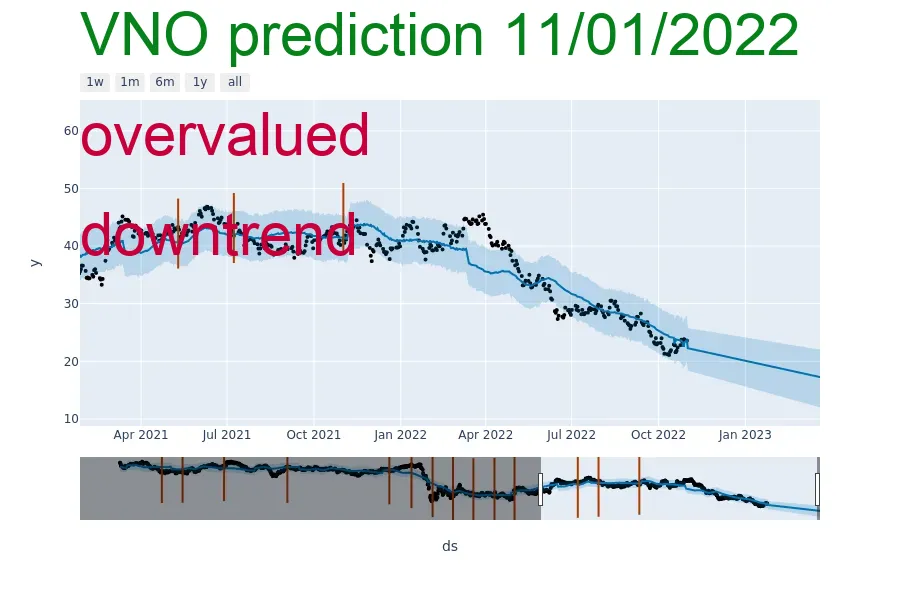 VNO prediction 11/01/2022
1w 1m 6m 1y all
overvalued
downtrend
60
50
40
30
20
10
y
Apr 2021 Jul 2021 Oct 2021 Jan 2022 Apr 2022 Jul 2022 Oct 2022 Jan 2023
ds